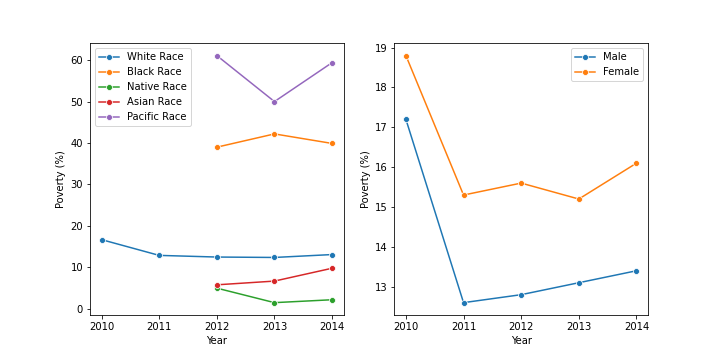 Poverty (%)
60
50
40
30
20
10
0
White Race
Black Race
Native Race
Asian Race
Pacific Race
2010 2011 2012 2013 2014
Year
Poverty (%)
19
18
17
16
15
14
13
Male
Female
2010 2011 2012 2013 2014
Year